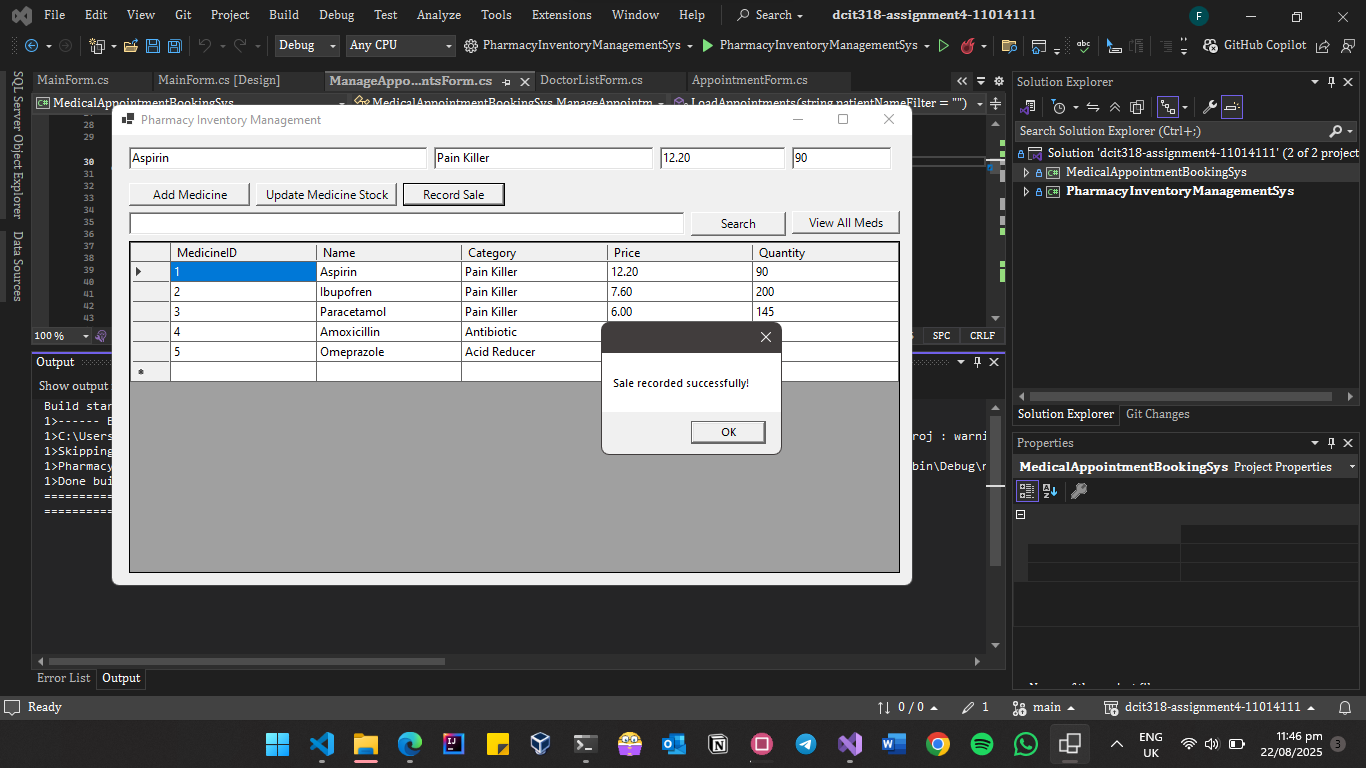 File Edit View Git Project Build Debug Test Analyze Tools Extensions Window Help Search dcit318-assignment4-11014111 F
Debug Any CPU PharmacyInventoryManagementSys PharmacyInventoryManagementSys GitHub Copilot
SQL Server Object Explorer
Data Sources
MainForm.cs MainForm.cs [Design] ManageAppo...ntsForm.cs DoctorListForm.cs AppointmentForm.cs
MedicalAppointmentBookingSys MedicalAppointmentBookingSys.ManageAppointm LoadAppointments(string patientNameFilter = "")
28
29
30
31
32
33
34
35
36
37
38
39
40
41
42
43
100 % SPC CRLF
Pharmacy Inventory Management
Aspirin Pain Killer 12.20 90
Add Medicine Update Medicine Stock Record Sale
Search View All Meds
MedicineID Name Category Price Quantity
1 Aspirin Pain Killer 12.20 90
2 Ibupofren Pain Killer 7.60 200
3 Paracetamol Pain Killer 6.00 145
4 Amoxicillin Antibiotic
5 Omeprazole Acid Reducer
*
Sale recorded successfully!
OK
Output
Show output
Build star
1>------
1>C:\Users roj : warni
1>Skipping
1>Pharmacy bin\Debug\n
1>Done bui
===========
===========
Error List Output
Solution Explorer
Search Solution Explorer (Ctrl+;)
Solution 'dcit318-assignment4-11014111' (2 of 2 project
MedicalAppointmentBookingSys
PharmacyInventoryManagementSys
Solution Explorer Git Changes
Properties
MedicalAppointmentBookingSys Project Properties
Ready 0 / 0 1 main dcit318-assignment4-11014111
ENG
UK
11:46 pm
22/08/2025
3